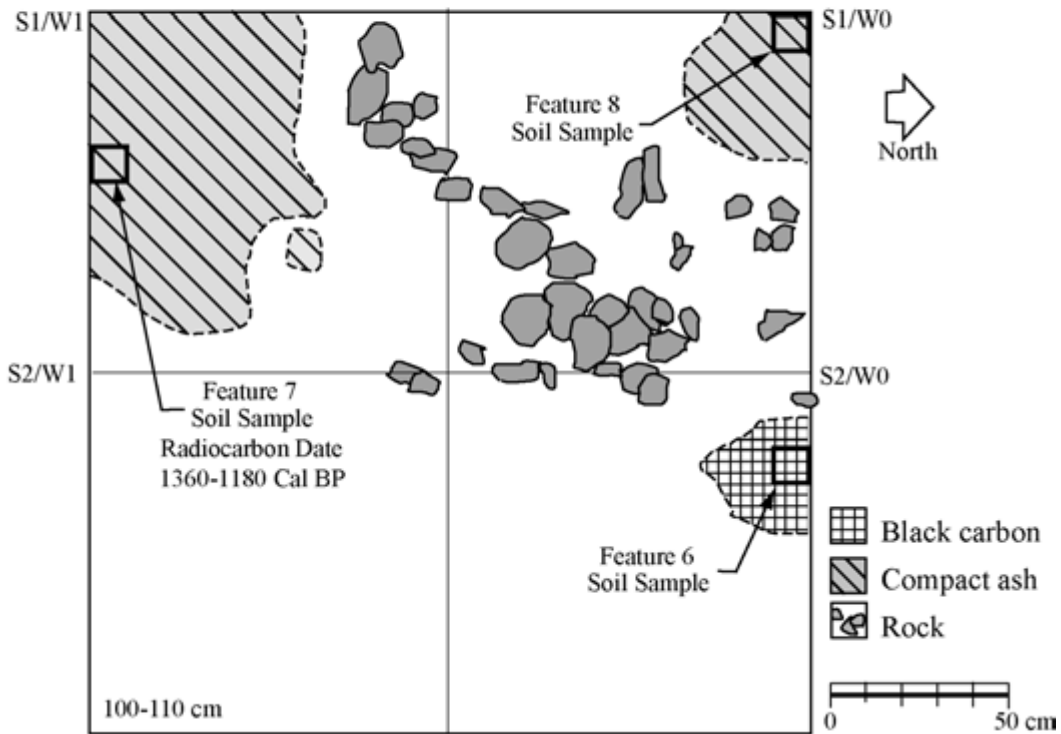 S1/W1
S1/W0
Feature 8
Soil Sample
North
S2/W1
S2/W0
Feature 7
Soil Sample
Radiocarbon Date
1360-1180 Cal BP
Feature 6
Soil Sample
Black carbon
Compact ash
Rock
100-110 cm
0
50 cm